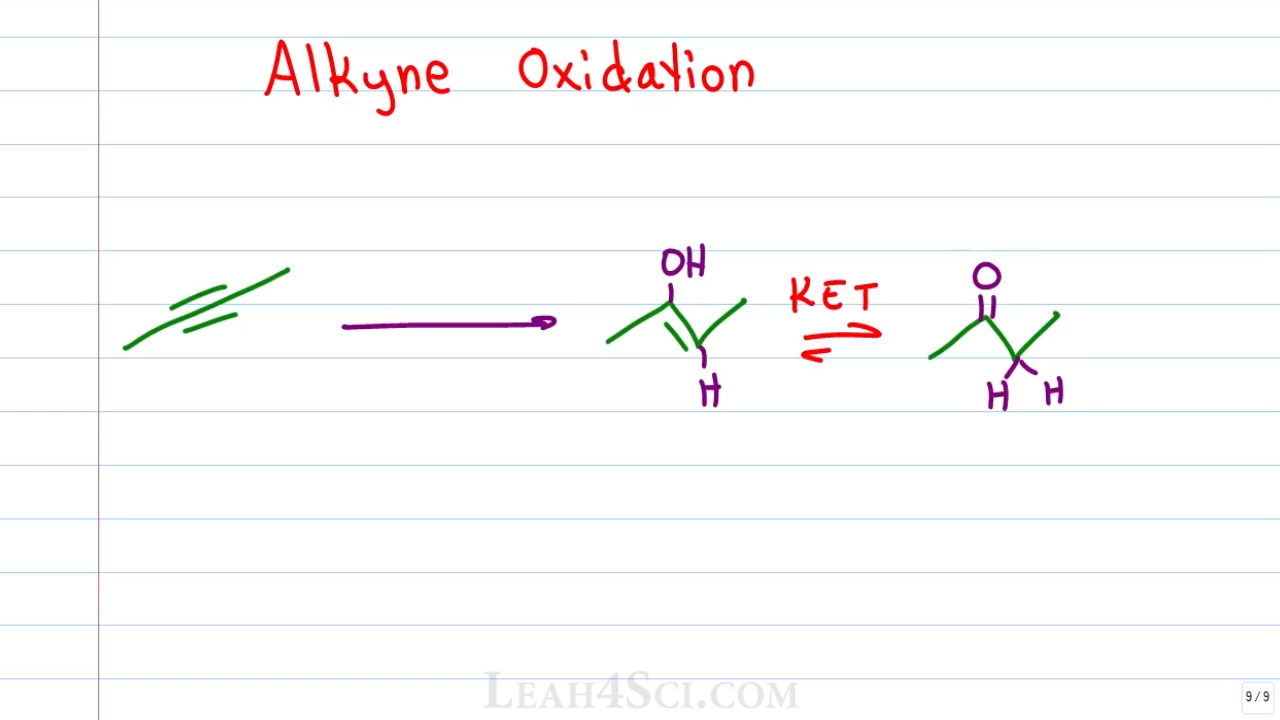 Alkyne Oxidation
OH
KET
O
H
H H
LEAH4SCI.COM
9 / 9